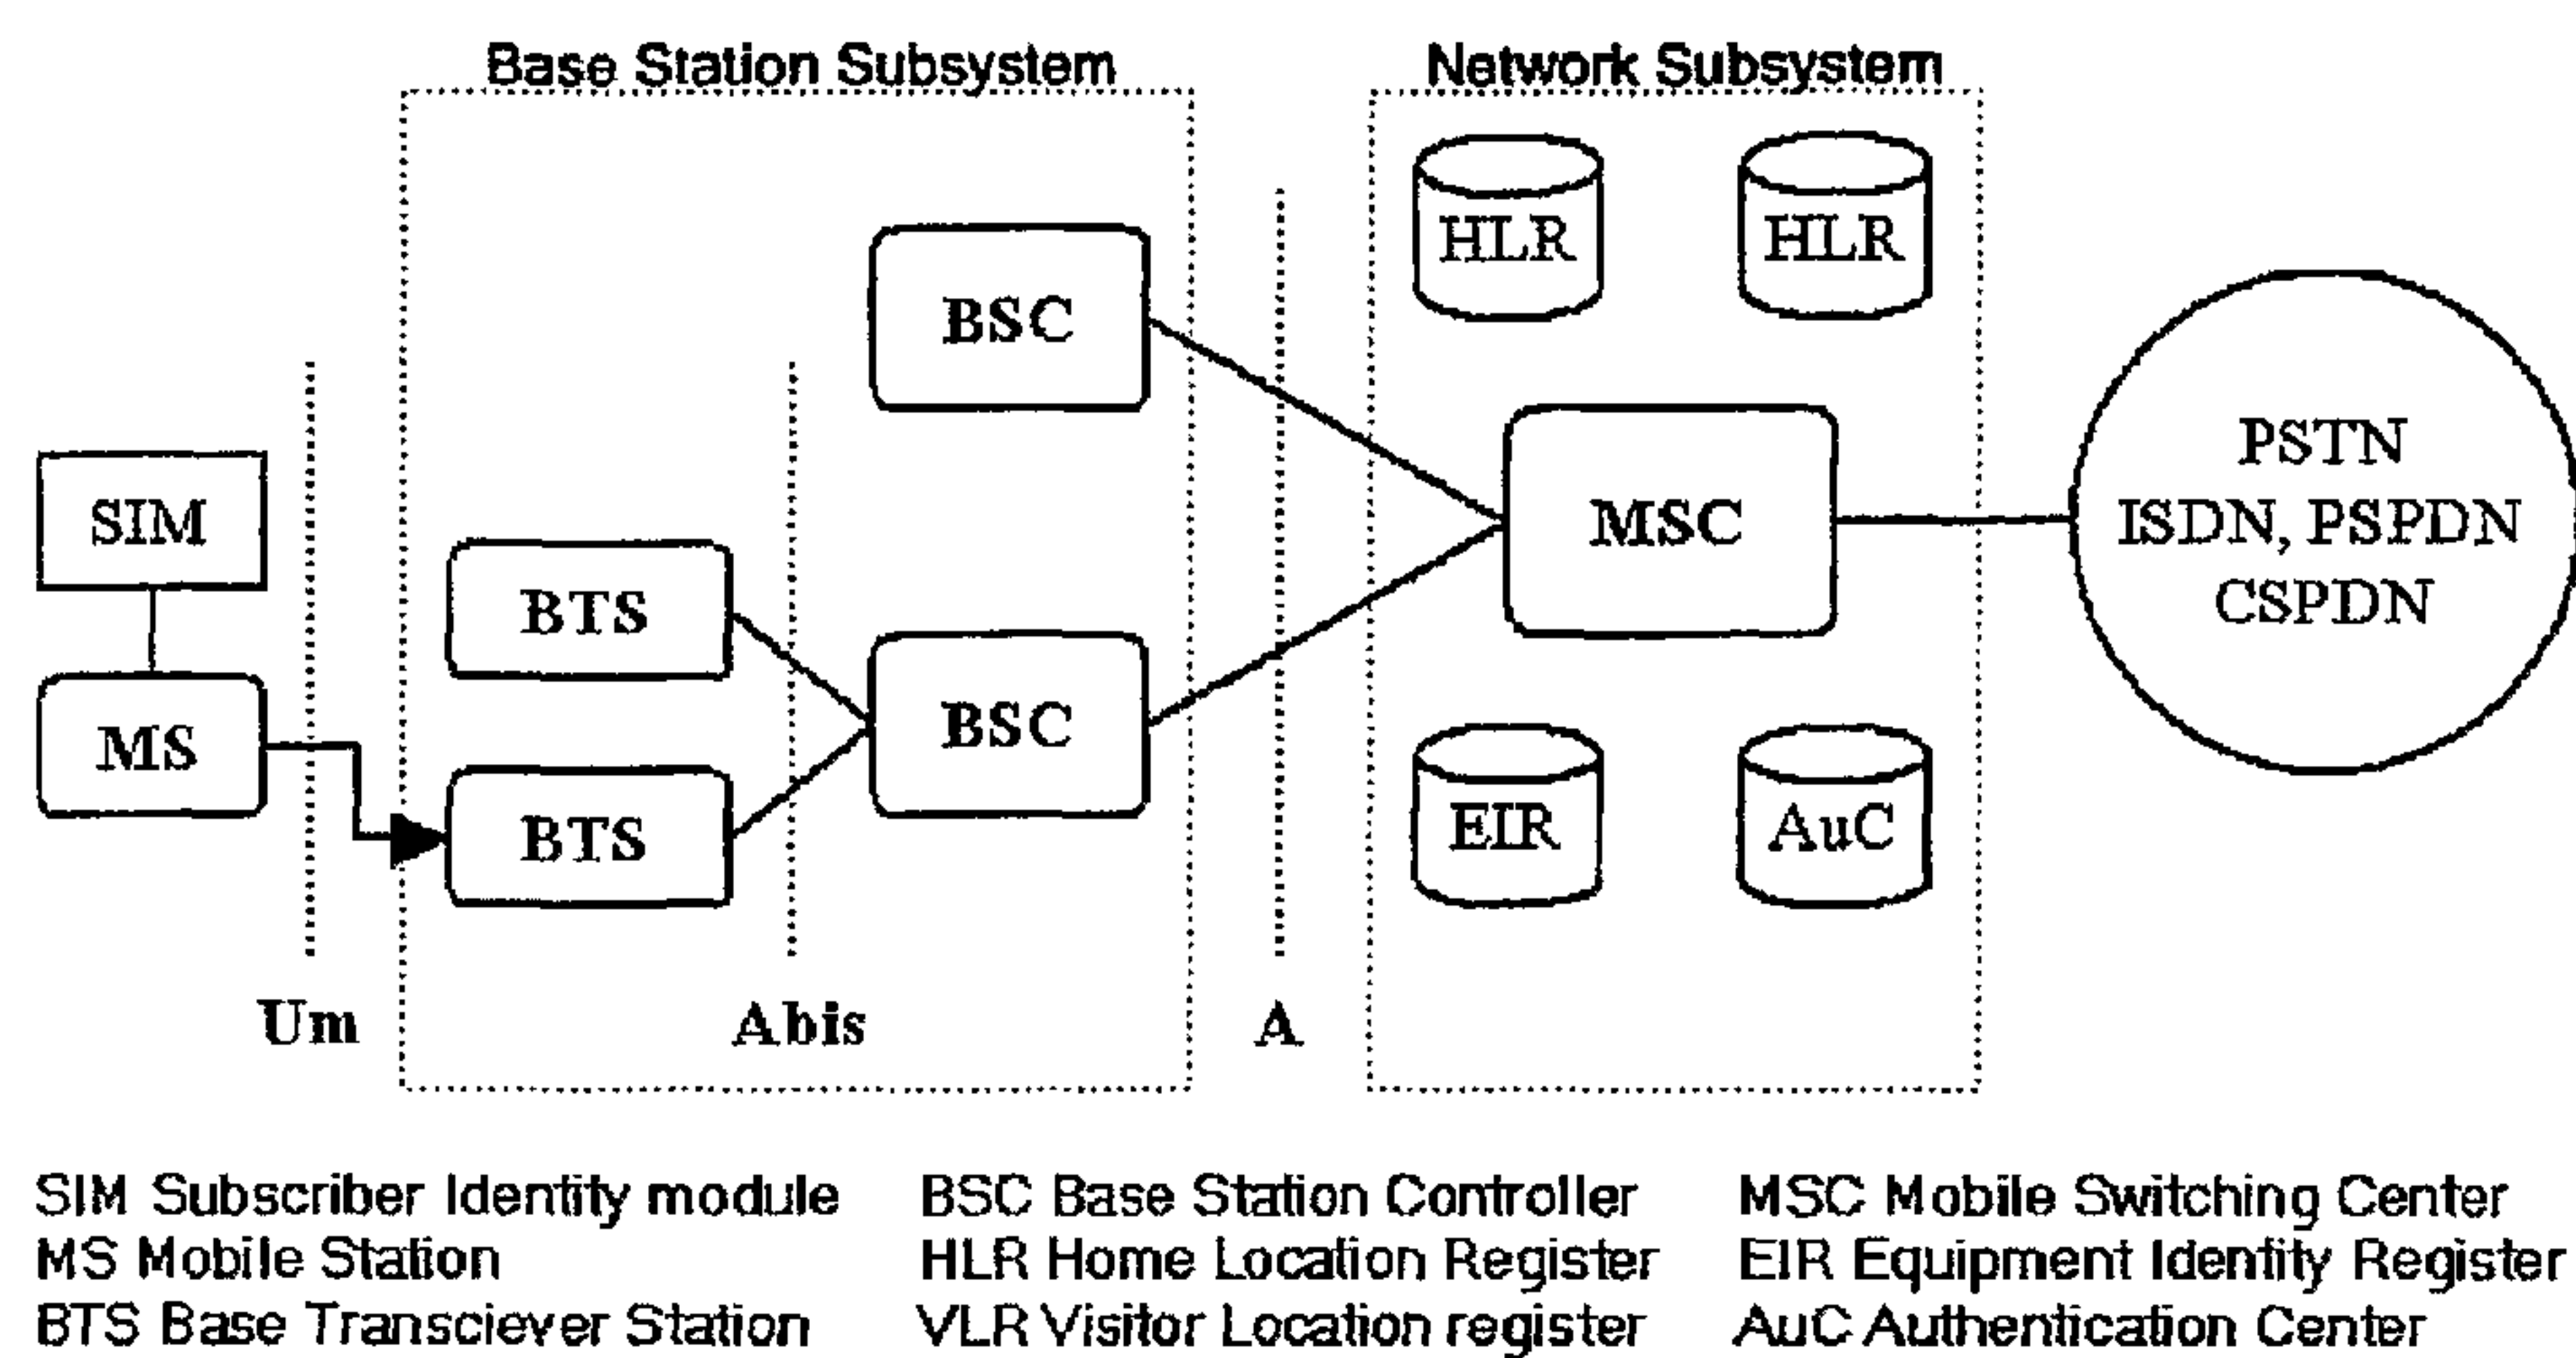 Base Station Subsystem
Network Subsystem
HLR
HLR
BSC
SIM
MSC
PSTN
ISDN, PSPDN
CSPDN
BTS
MS
BSC
BTS
EIR
AuC
Um
Abis
A
SIM Subscriber Identity module
BSC Base Station Controller
MSC Mobile Switching Center
MS Mobile Station
HLR Home Location Register
EIR Equipment Identity Register
BTS Base Transciever Station
VLR Visitor Location register
AuC Authentication Center